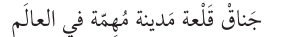 جَناقْ قَلْعة مَدينة مُهِمّة في العالَم